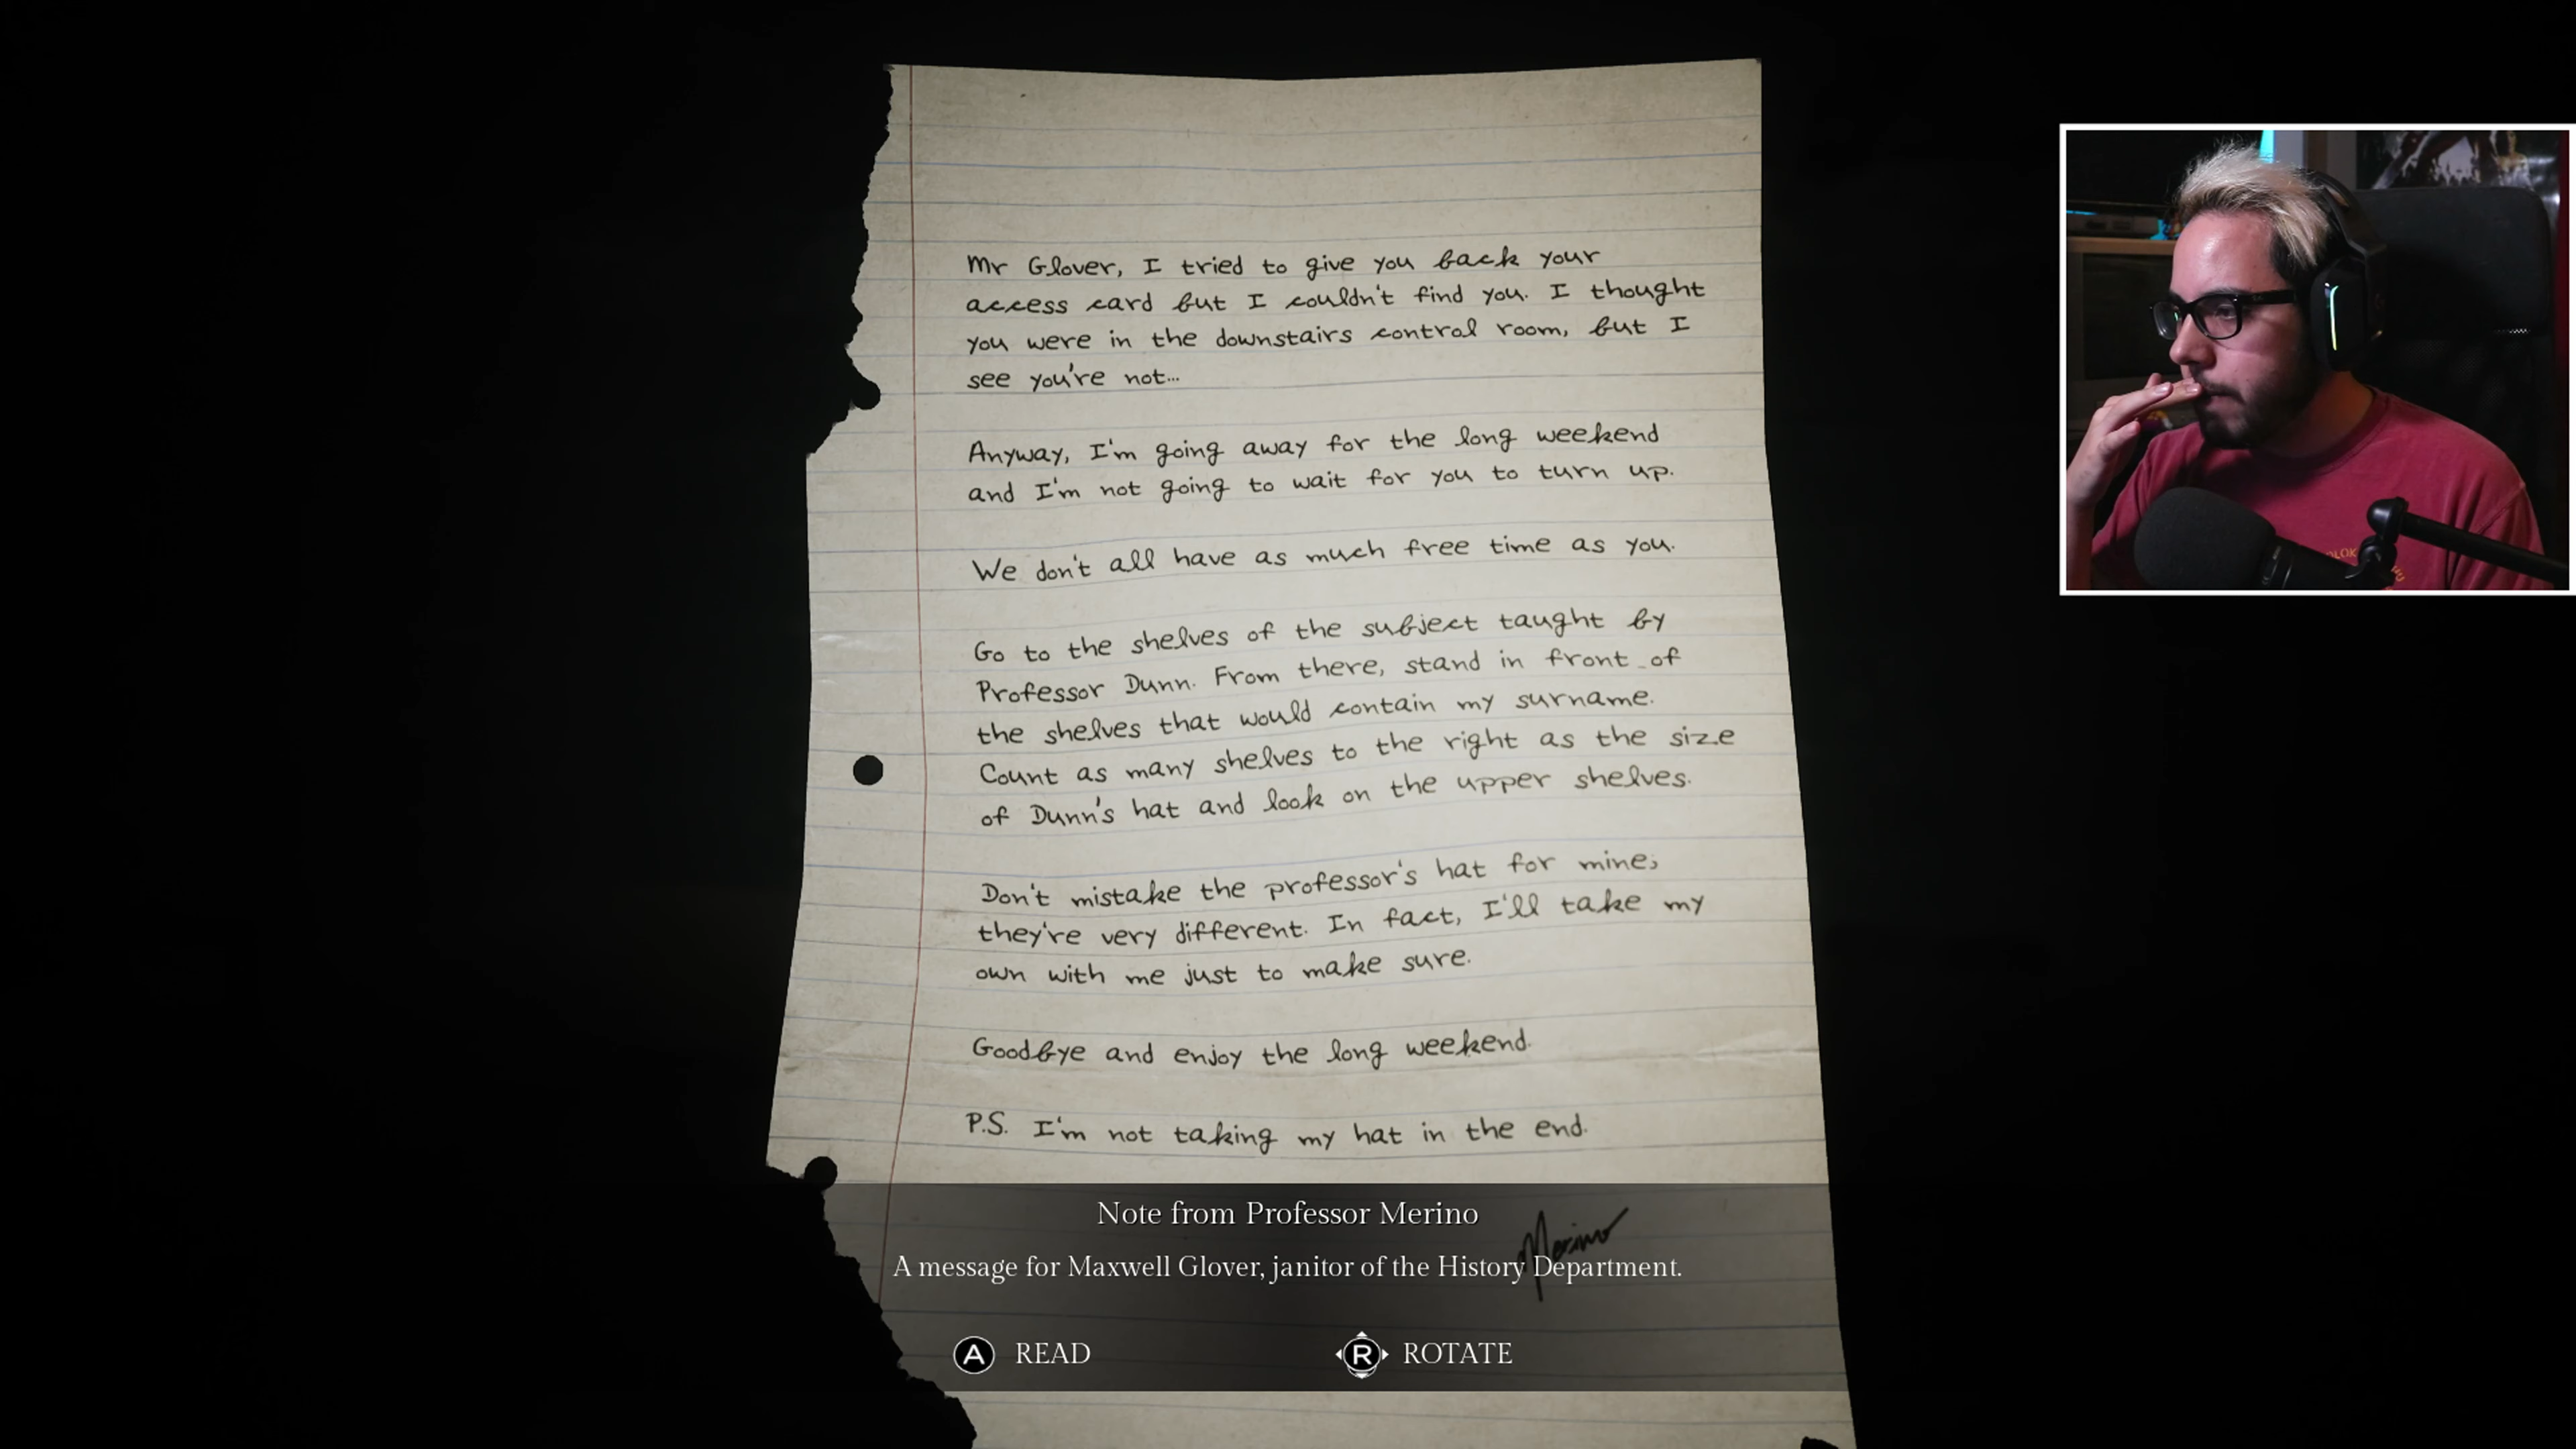 Mr Glover, I tried to give you back your
access card but I couldn't find you. I thought
you were in the downstairs control room, but I
see you're not...
Anyway, I'm going away for the long weekend
and I'm not going to wait for you to turn up.
We don't all have as much free time as you.
Go to the shelves of the subject taught by
Professor Dunn. From there, stand in front of
the shelves that would contain my surname.
Count as many shelves to the right as the size
of Dunn's hat and look on the upper shelves.
Don't mistake the professor's hat for mine;
they're very different. In fact, I'll take my
own with me just to make sure.
Goodbye and enjoy the long weekend.
P.S. I'm not taking my hat in the end.
Merino
Note from Professor Merino
A message for Maxwell Glover, janitor of the History Department.
A READ
R ROTATE